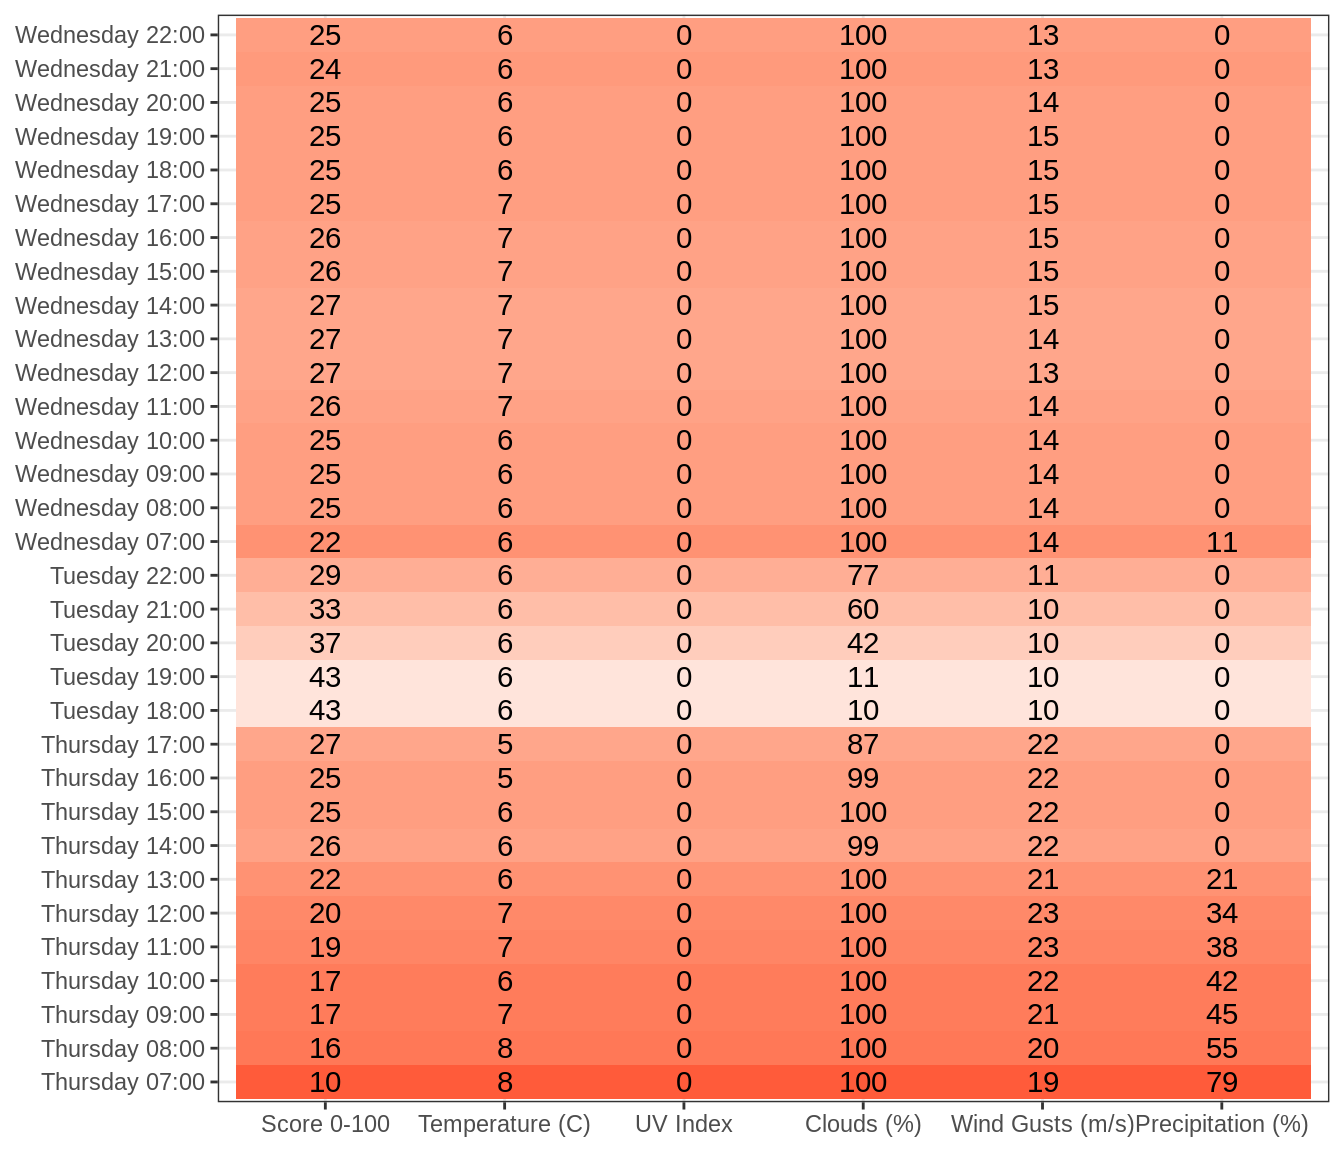 Wednesday 22:00 25 6 0 100 13 0
Wednesday 21:00 24 6 0 100 13 0
Wednesday 20:00 25 6 0 100 14 0
Wednesday 19:00 25 6 0 100 15 0
Wednesday 18:00 25 6 0 100 15 0
Wednesday 17:00 25 7 0 100 15 0
Wednesday 16:00 26 7 0 100 15 0
Wednesday 15:00 26 7 0 100 15 0
Wednesday 14:00 27 7 0 100 15 0
Wednesday 13:00 27 7 0 100 14 0
Wednesday 12:00 27 7 0 100 13 0
Wednesday 11:00 26 7 0 100 14 0
Wednesday 10:00 25 6 0 100 14 0
Wednesday 09:00 25 6 0 100 14 0
Wednesday 08:00 25 6 0 100 14 0
Wednesday 07:00 22 6 0 100 14 11
Tuesday 22:00 29 6 0 77 11 0
Tuesday 21:00 33 6 0 60 10 0
Tuesday 20:00 37 6 0 42 10 0
Tuesday 19:00 43 6 0 11 10 0
Tuesday 18:00 43 6 0 10 10 0
Thursday 17:00 27 5 0 87 22 0
Thursday 16:00 25 5 0 99 22 0
Thursday 15:00 25 6 0 100 22 0
Thursday 14:00 26 6 0 99 22 0
Thursday 13:00 22 6 0 100 21 21
Thursday 12:00 20 7 0 100 23 34
Thursday 11:00 19 7 0 100 23 38
Thursday 10:00 17 6 0 100 22 42
Thursday 09:00 17 7 0 100 21 45
Thursday 08:00 16 8 0 100 20 55
Thursday 07:00 10 8 0 100 19 79
Score 0-100 Temperature (C) UV Index Clouds (%) Wind Gusts (m/s) Precipitation (%)